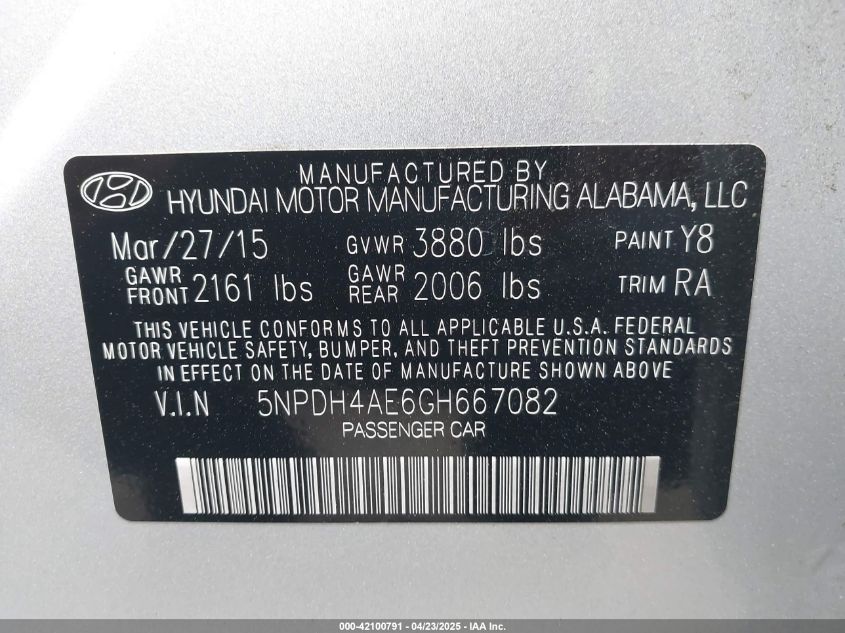 MANUFACTURED BY
HYUNDAI MOTOR MANUFACTURING ALABAMA, LLC
Mar/27/15 GVWR 3880 lbs PAINT Y8
GAWR FRONT 2161 lbs GAWR REAR 2006 lbs TRIM RA
THIS VEHICLE CONFORMS TO ALL APPLICABLE U.S.A. FEDERAL
MOTOR VEHICLE SAFETY, BUMPER, AND THEFT PREVENTION STANDARDS
IN EFFECT ON THE DATE OF MANUFACTURE SHOWN ABOVE
V.I.N 5NPDH4AE6GH667082
PASSENGER CAR
000-42100791 - 04/23/2025 - IAA Inc.